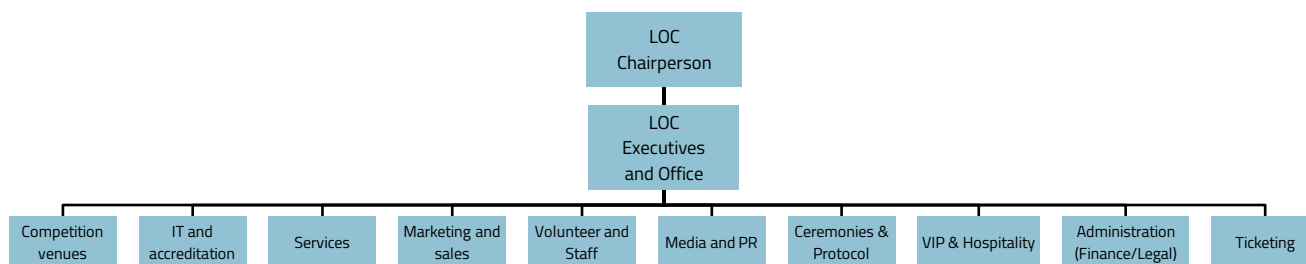 LOC
Chairperson
LOC
Executives
and Office
Competition
venues
IT and
accreditation
Services
Marketing and
sales
Volunteer and
Staff
Media and PR
Ceremonies &
Protocol
VIP & Hospitality
Administration
(Finance/Legal)
Ticketing